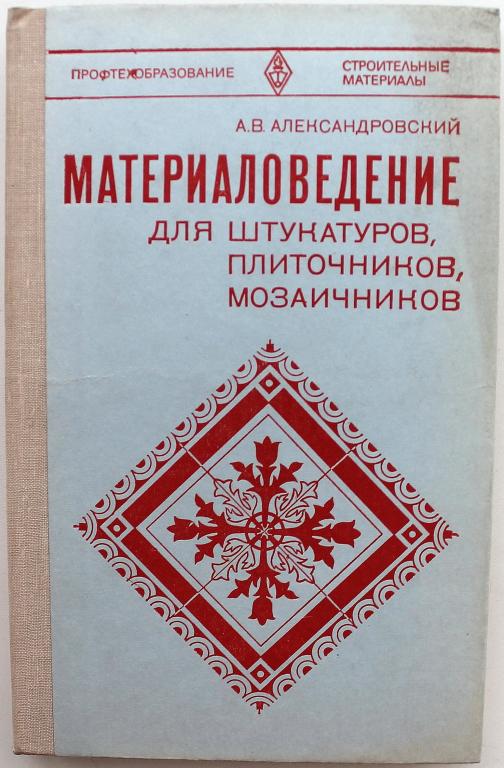 ПРОФТЕХОБРАЗОВАНИЕ
СТРОИТЕЛЬНЫЕ
МАТЕРИАЛЫ
А.В. АЛЕКСАНДРОВСКИЙ
МАТЕРИАЛОВЕДЕНИЕ
ДЛЯ ШТУКАТУРОВ,
ПЛИТОЧНИКОВ,
МОЗАИЧНИКОВ